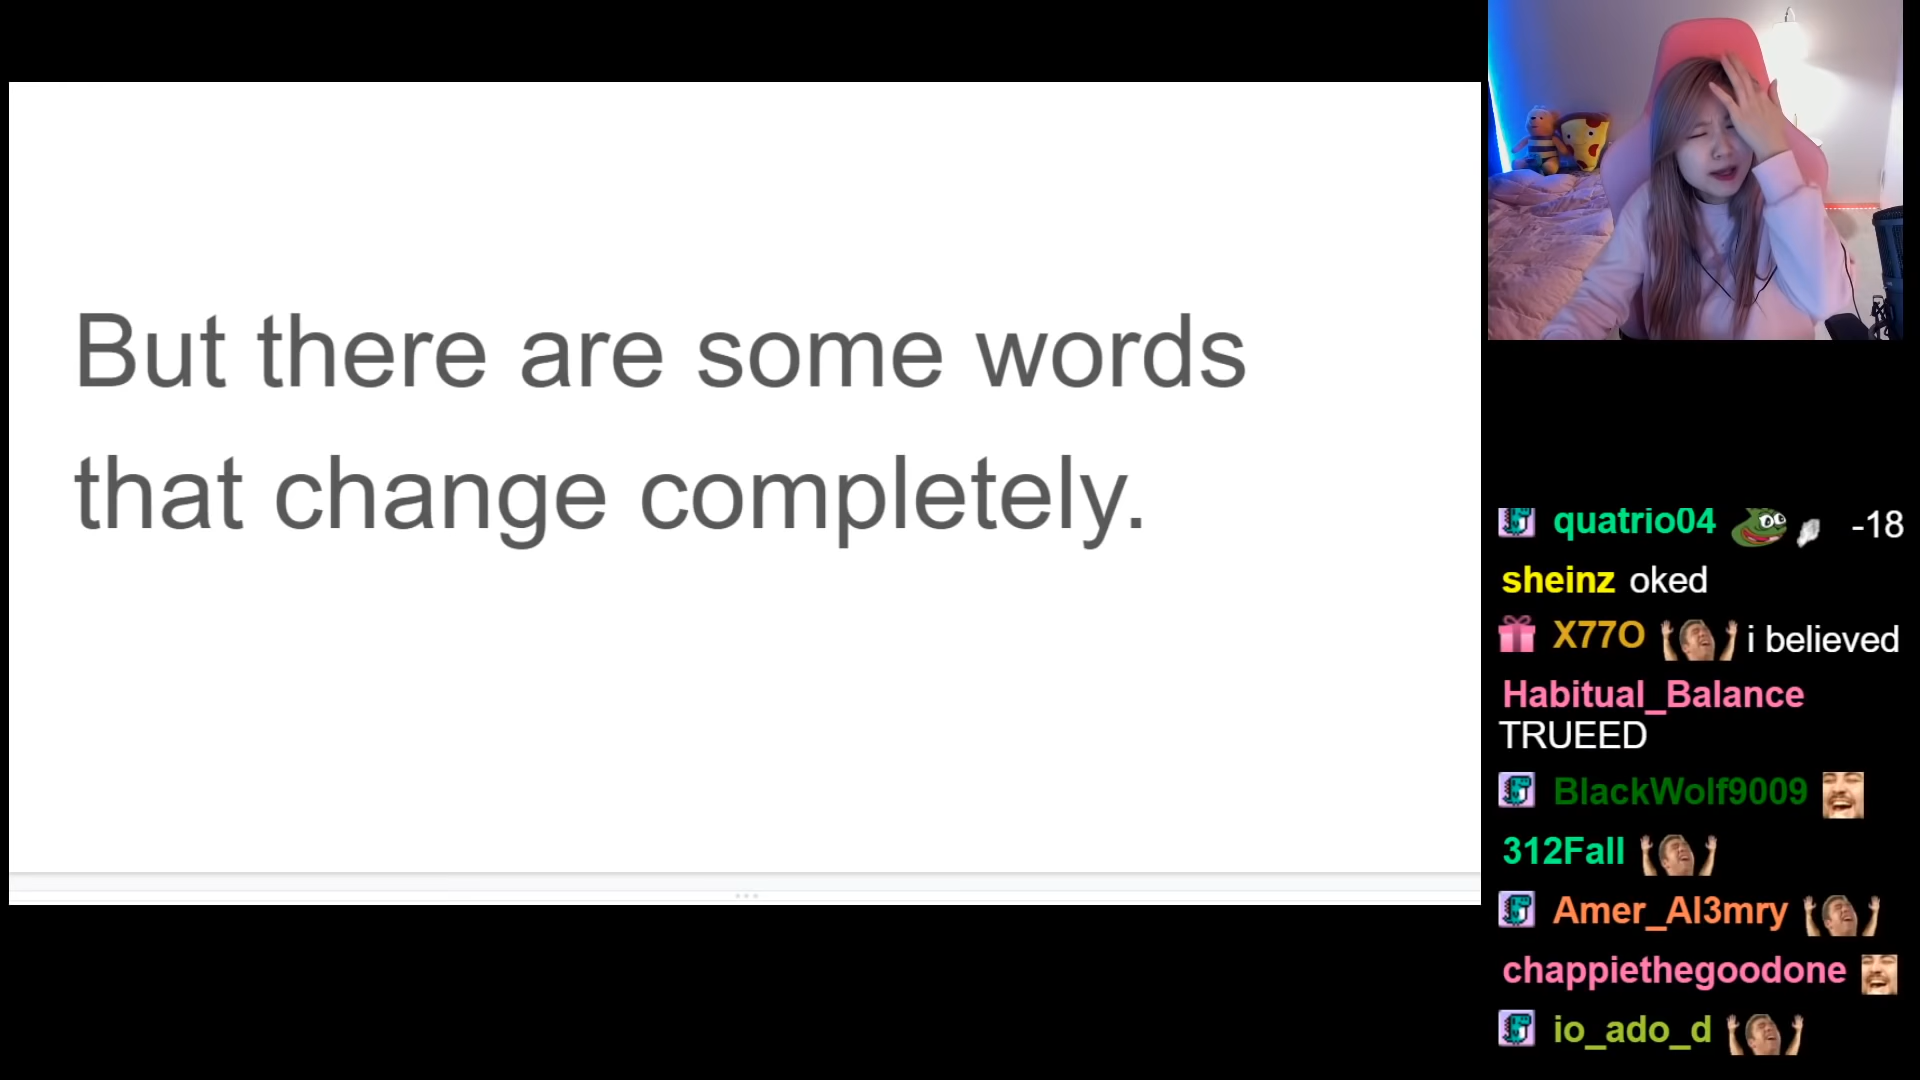 But there are some words
that change completely.
quatrio04 -18
sheinz oked
X77O i believed
Habitual_Balance
TRUEED
BlackWolf9009
312Fall
Amer_Al3mry
chappiethegoodone
io_ado_d